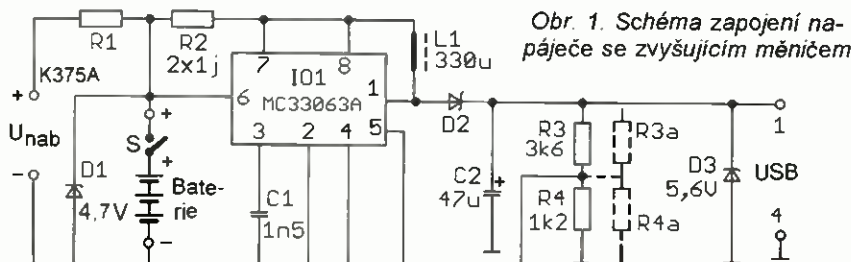 Obr. 1. Schéma zapojení na-
páječe se zvyšujícím měničem
R1
R2
2x1j
L1
330u
K375A
+
Unab
−
7
8
IO1
MC33063A
6
1
3
2
4
5
+
S
+
Bate-
rie
−
D1
4,7V
C1
1n5
D2
C2
47u
+
R3
3k6
R3a
R4
1k2
R4a
D3
5,6V
1
USB
4